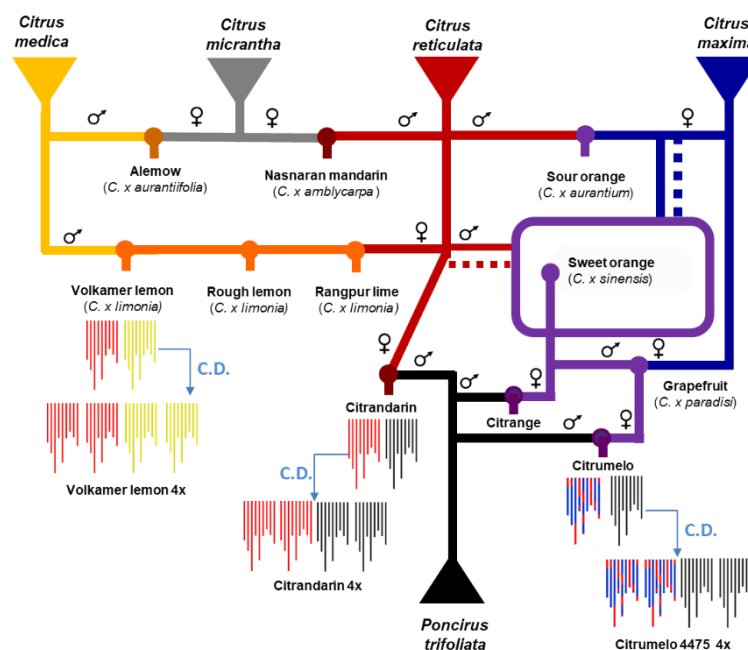 Citrus
medica
Citrus
micrantha
Citrus
reticulata
Citrus
maxima
♂
♀
♀
♂
♂
♀
Alemow
(C. x aurantiifolia)
Nasnaran mandarin
(C. x amblycarpa)
Sour orange
(C. x aurantium)
♂
♀
♂
Sweet orange
(C. x sinensis)
Volkamer lemon
(C. x limonia)
Rough lemon
(C. x limonia)
Rangpur lime
(C. x limonia)
♀
♂
♂
♀
♂
♀
Grapefruit
(C. x paradisi)
C.D.
Citrandarin
Citrange
♂
♀
Citrumelo
C.D.
C.D.
Volkamer lemon 4x
Citrandarin 4x
Poncirus
trifoliata
Citrumelo 4475 4x